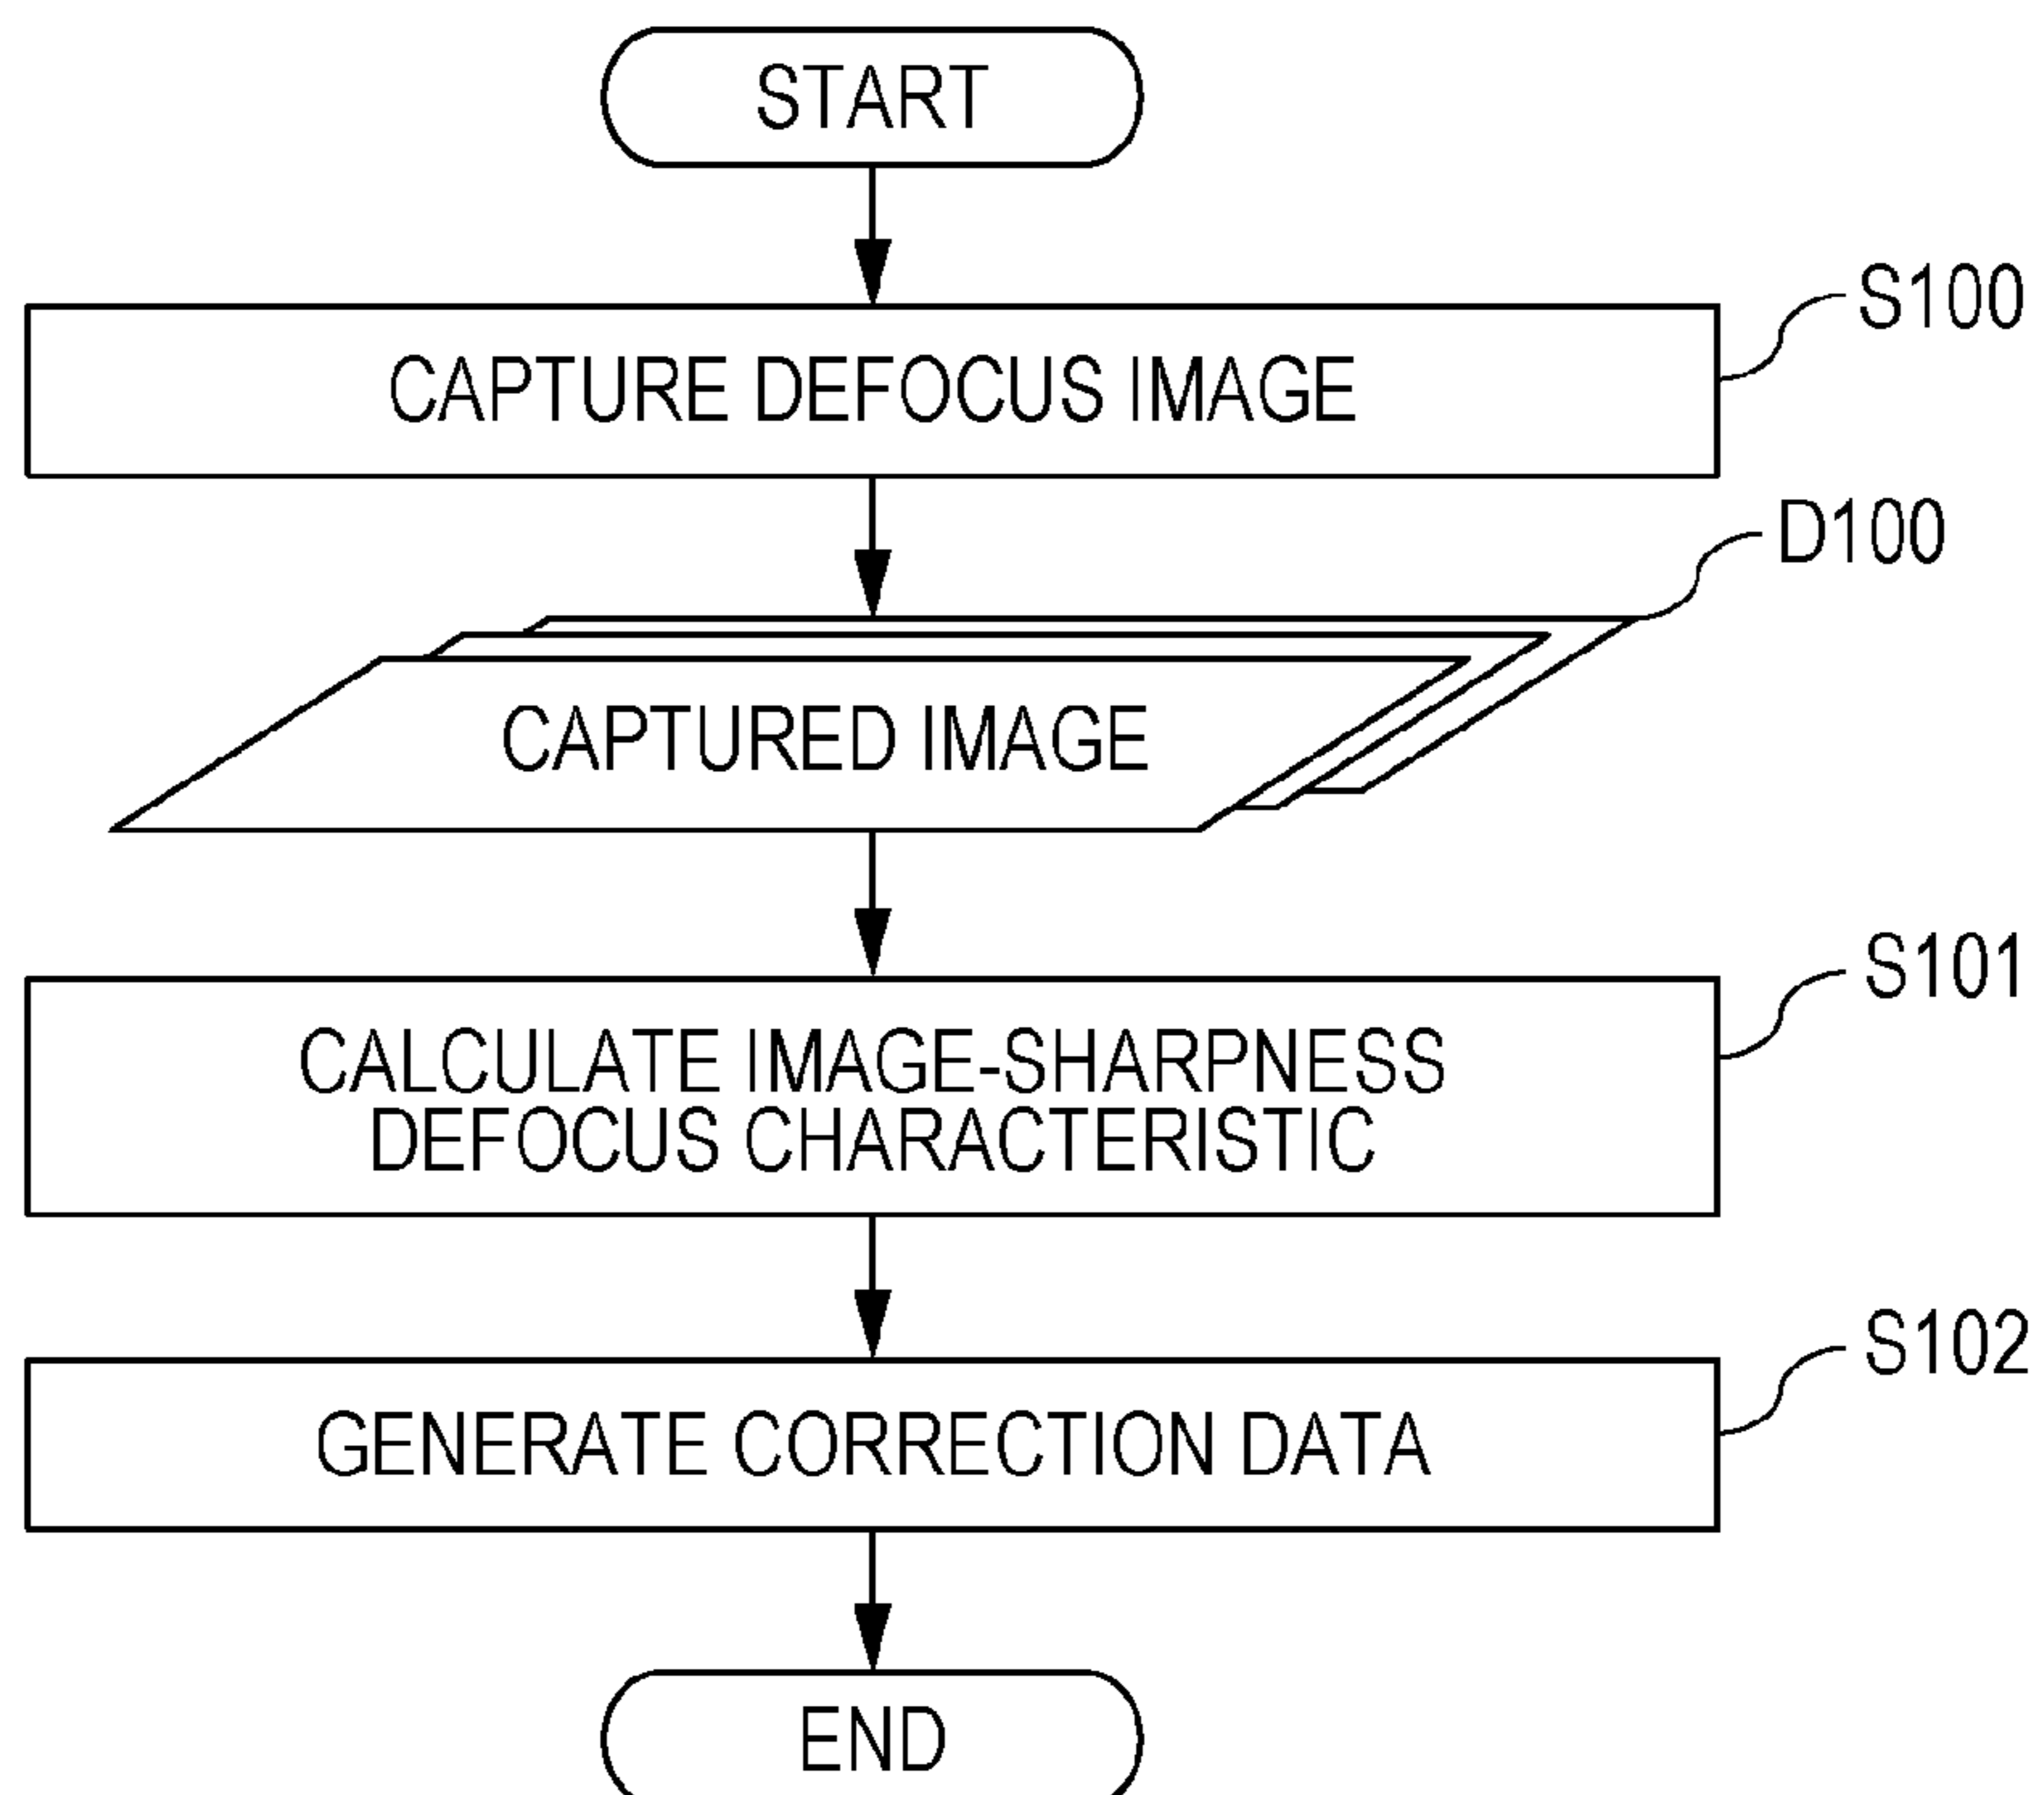 START
S100
CAPTURE DEFOCUS IMAGE
D100
CAPTURED IMAGE
S101
CALCULATE IMAGE-SHARPNESS
DEFOCUS CHARACTERISTIC
S102
GENERATE CORRECTION DATA
END